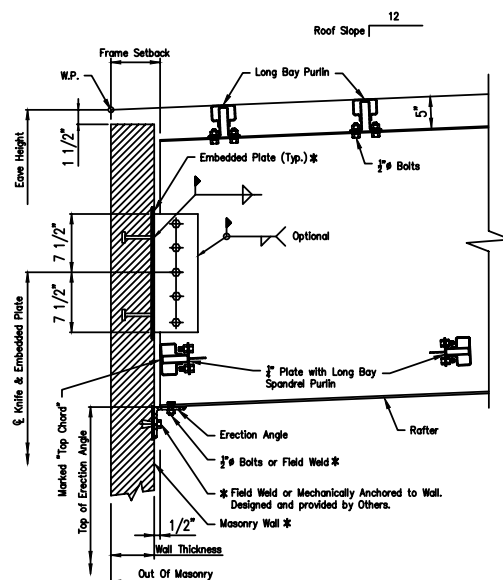 12
Roof Slope
Frame Setback
W.P.
Long Bay Purlin
5"
1 1/2"
Eave Height
Embedded Plate (Typ.) *
½"ø Bolts
Optional
7 1/2"
7 1/2"
℄ Knife & Embedded Plate
½" Plate with Long Bay
Spandrel Purlin
Marked "Top Chord"
Top of Erection Angle
Erection Angle
Rafter
½"ø Bolts or Field Weld *
* Field Weld or Mechanically Anchored to Wall.
Designed and provided by Others.
Masonry Wall *
1/2"
Wall Thickness
Out Of Masonry